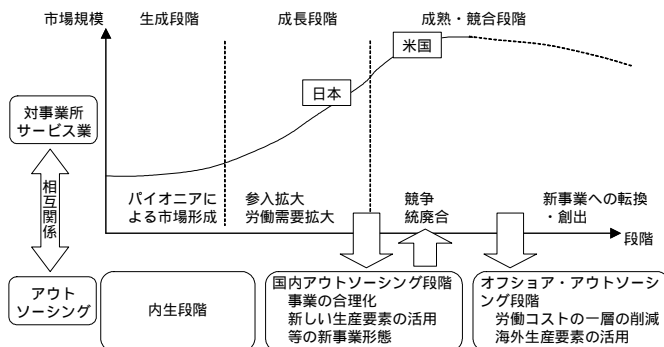 市場規模
生成段階
成長段階
成熟・競合段階
米国
日本
対事業所
サービス業
相互関係
パイオニアに
よる市場形成
参入拡大
労働需要拡大
競争
統廃合
新事業への転換
・創出
段階
アウト
ソーシング
内生段階
国内アウトソーシング段階
事業の合理化
新しい生産要素の活用
等の新事業形態
オフショア・アウトソーシ
ング段階
労働コストの一層の削減
海外生産要素の活用